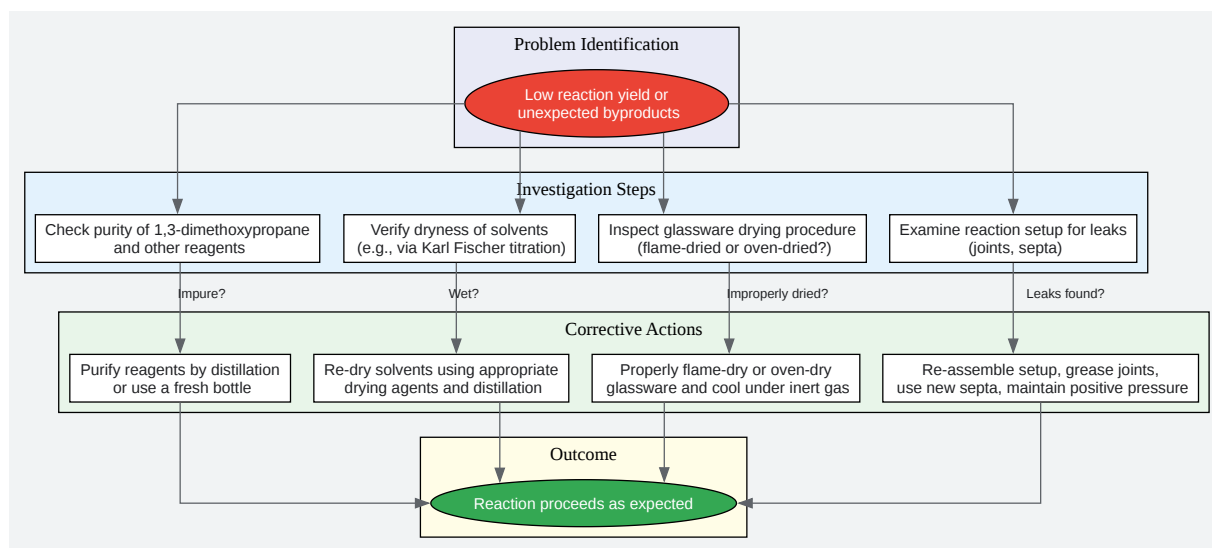 Problem Identification
Low reaction yield or
unexpected byproducts
Investigation Steps
Check purity of 1,3-dimethoxypropane
and other reagents
Verify dryness of solvents
(e.g., via Karl Fischer titration)
Inspect glassware drying procedure
(flame-dried or oven-dried?)
Examine reaction setup for leaks
(joints, septa)
Impure?
Wet?
Improperly dried?
Leaks found?
Corrective Actions
Purify reagents by distillation
or use a fresh bottle
Re-dry solvents using appropriate
drying agents and distillation
Properly flame-dry or oven-dry
glassware and cool under inert gas
Re-assemble setup, grease joints,
use new septa, maintain positive pressure
Outcome
Reaction proceeds as expected